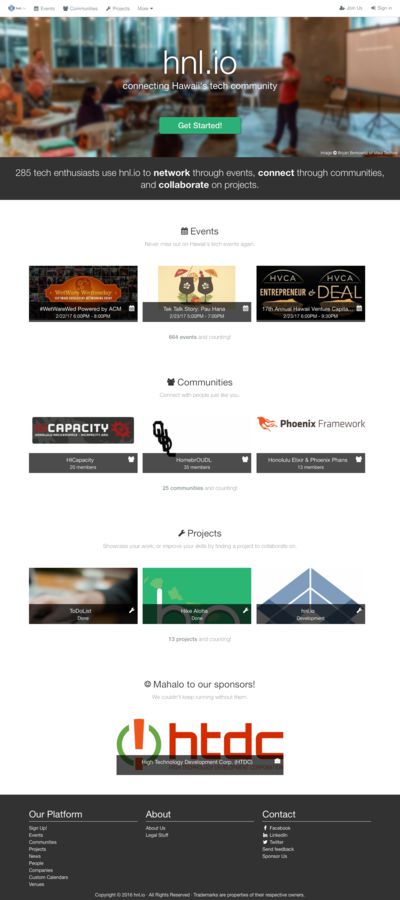 Events Communities Projects More Join Us Sign in
hnl.io
connecting Hawaii's tech community
Get Started!
285 tech enthusiasts use hnl.io to network through events, connect through communities,
and collaborate on projects.
Events
Never miss out on Hawaii's tech events again.
WetWare Wednesday
HVCA ENTREPRENEUR
HVCA DEAL
#WetWareWed Powered by ACM
2/22/17 6:00PM - 8:00PM
Tek Talk Story: Pau Hana
2/23/17 5:00PM - 7:00PM
17th Annual Hawaii Venture Capita...
2/23/17 6:00PM - 9:30PM
664 events and counting!
Communities
Connect with people just like you.
HICAPACITY
Phoenix Framework
HICapacity
20 members
HomebrOUDL
35 members
Honolulu Elixir & Phoenix Phans
13 members
25 communities and counting!
Projects
Showcase your work, or improve your skills by finding a project to collaborate on.
ToDoList
Done
Hike Aloha
Done
hnl.io
Development
13 projects and counting!
Mahalo to our sponsors!
We couldn't keep running without them.
htdc
High Technology Development Corp. (HTDC)
Our Platform
Sign Up!
Events
Communities
Projects
News
People
Companies
Custom Calendars
Venues
About
About Us
Legal Stuff
Contact
Facebook
LinkedIn
Twitter
Send feedback
Sponsor Us
Copyright © 2016 hnl.io - All Rights Reserved - Trademarks are properties of their respective owners.